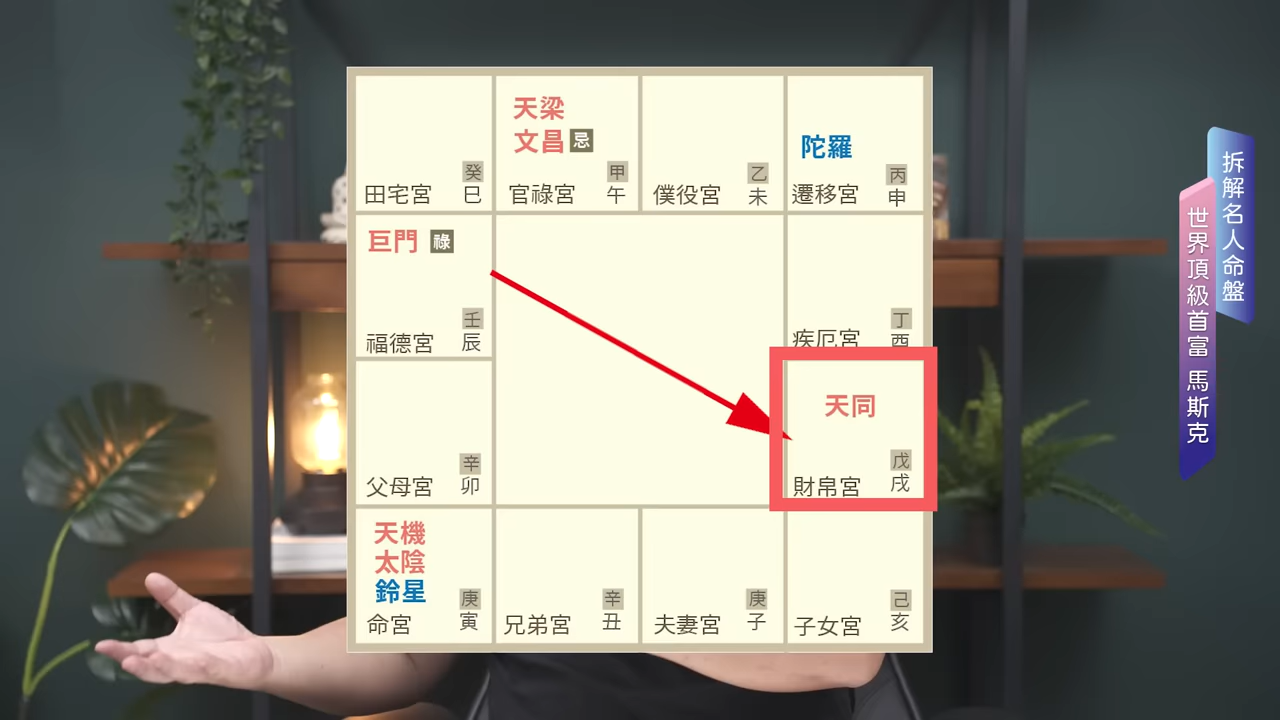 癸
田宅宮 巳
天梁
文昌 忌
甲
官祿宮 午
乙
僕役宮 未
陀羅
丙
遷移宮 申
巨門 祿
壬
福德宮 辰
丁
疾厄宮 酉
辛
父母宮 卯
天同
戊
財帛宮 戌
天機
太陰
鈴星
庚
命宮 寅
辛
兄弟宮 丑
庚
夫妻宮 子
己
子女宮 亥
拆解名人命盤
世界頂級首富 馬斯克